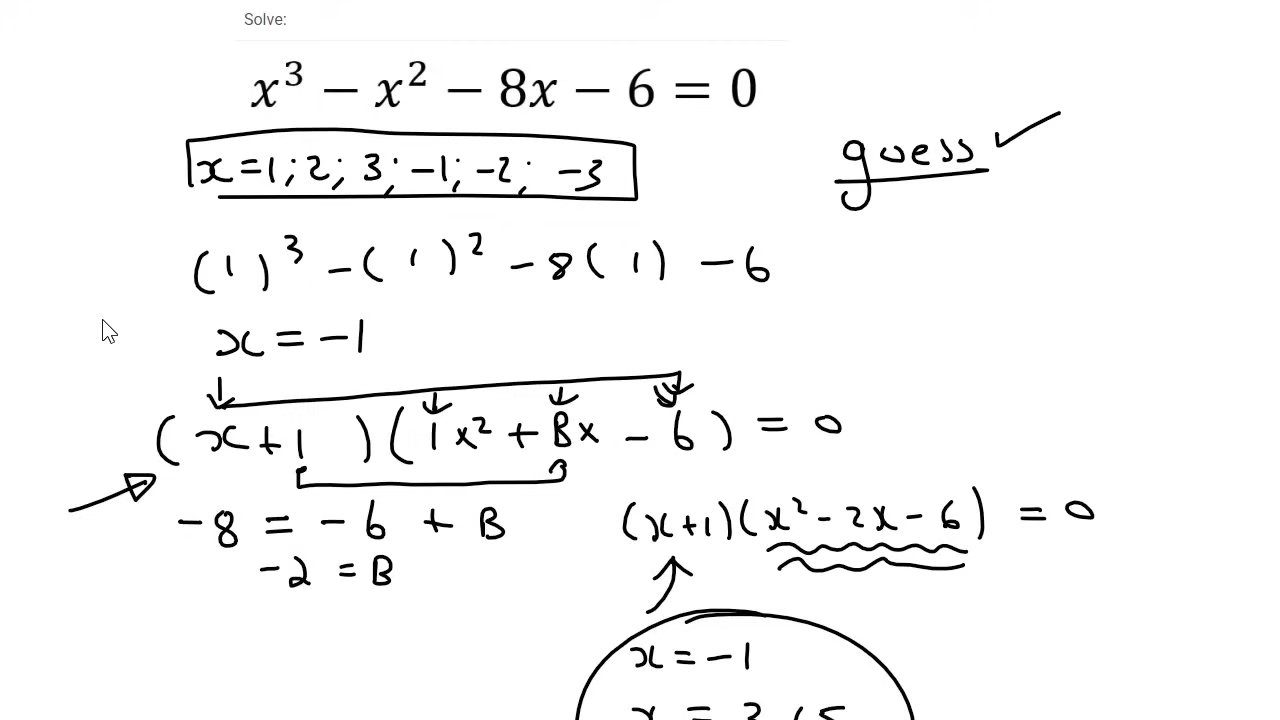 Solve:
x³ − x² − 8x − 6 = 0
x = 1; 2; 3; -1; -2; -3
guess
(1)³ - (1)² - 8(1) - 6
x = -1
(x+1)(1x² + Bx - 6) = 0
-8 = -6 + B
-2 = B
(x+1)(x² - 2x - 6) = 0
x = -1